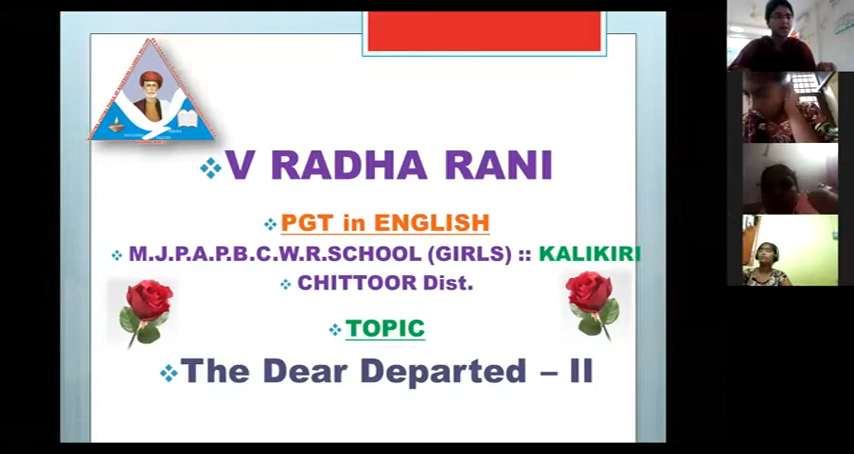 V RADHA RANI
PGT in ENGLISH
M.J.P.A.P.B.C.W.R.SCHOOL (GIRLS) :: KALIKIRI
CHITTOOR Dist.
TOPIC
The Dear Departed – II